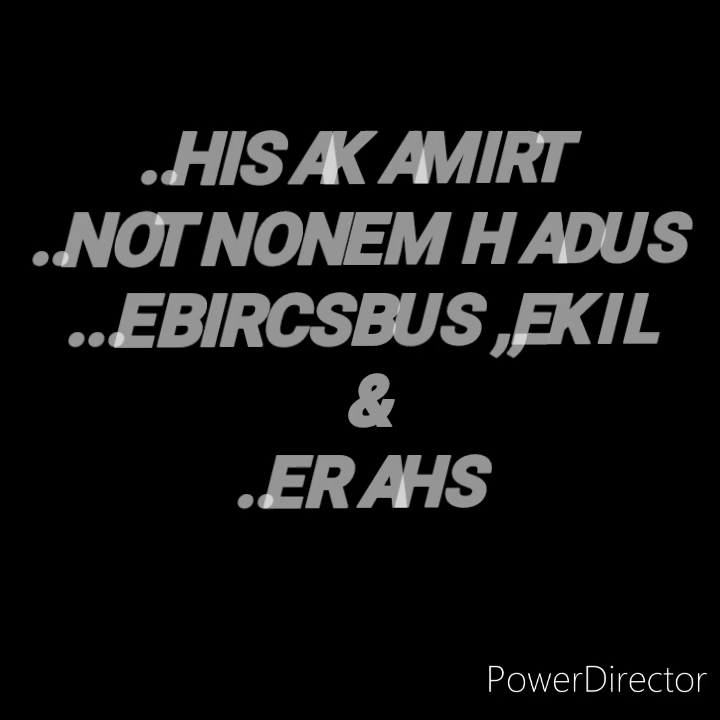 ..HIS AK AMIRT
..NOT NONEM H ADUS
...EBIRCSBUS ,,EKIL
&
..ER AHS
PowerDirector